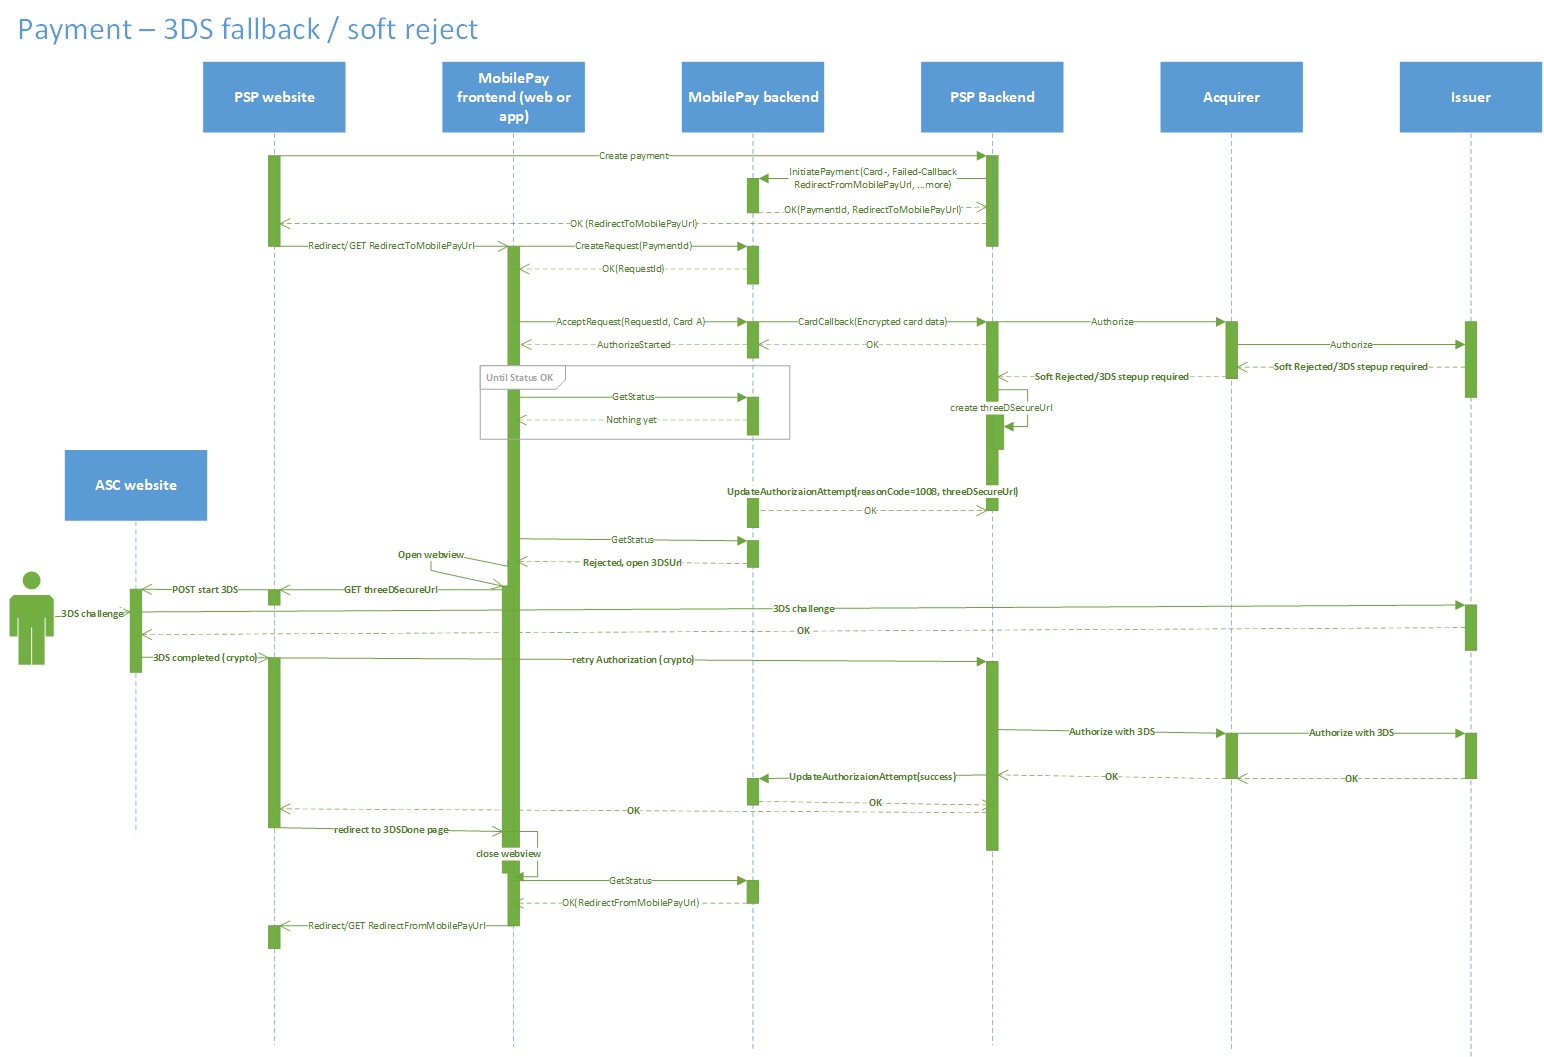 Payment – 3DS fallback / soft reject
PSP website
MobilePay
frontend (web or
app)
MobilePay backend
PSP Backend
Acquirer
Issuer
Create payment
InitiatePayment (Card-, Failed-Callback
RedirectFromMobilePayUrl, ...more)
OK(PaymentId, RedirectToMobilePayUrl)
OK (RedirectToMobilePayUrl)
Redirect/GET RedirectToMobilePayUrl
CreateRequest(PaymentId)
OK(RequestId)
AcceptRequest(RequestId, Card A)
CardCallback(Encrypted card data)
Authorize
AuthorizeStarted
OK
Authorize
Soft Rejected/3DS stepup required
Soft Rejected/3DS stepup required
Until Status OK
GetStatus
create threeDSecureUrl
Nothing yet
ASC website
UpdateAuthorizaionAttempt(reasonCode=1008, threeDSecureUrl)
OK
GetStatus
Open webview
Rejected, open 3DSUrl
POST start 3DS
GET threeDSecureUrl
3DS challenge
3DS challenge
OK
3DS completed (crypto)
retry Authorization (crypto)
Authorize with 3DS
Authorize with 3DS
UpdateAuthorizaionAttempt(success)
OK
OK
OK
OK
redirect to 3DSDone page
close webview
GetStatus
OK(RedirectFromMobilePayUrl)
Redirect/GET RedirectFromMobilePayUrl